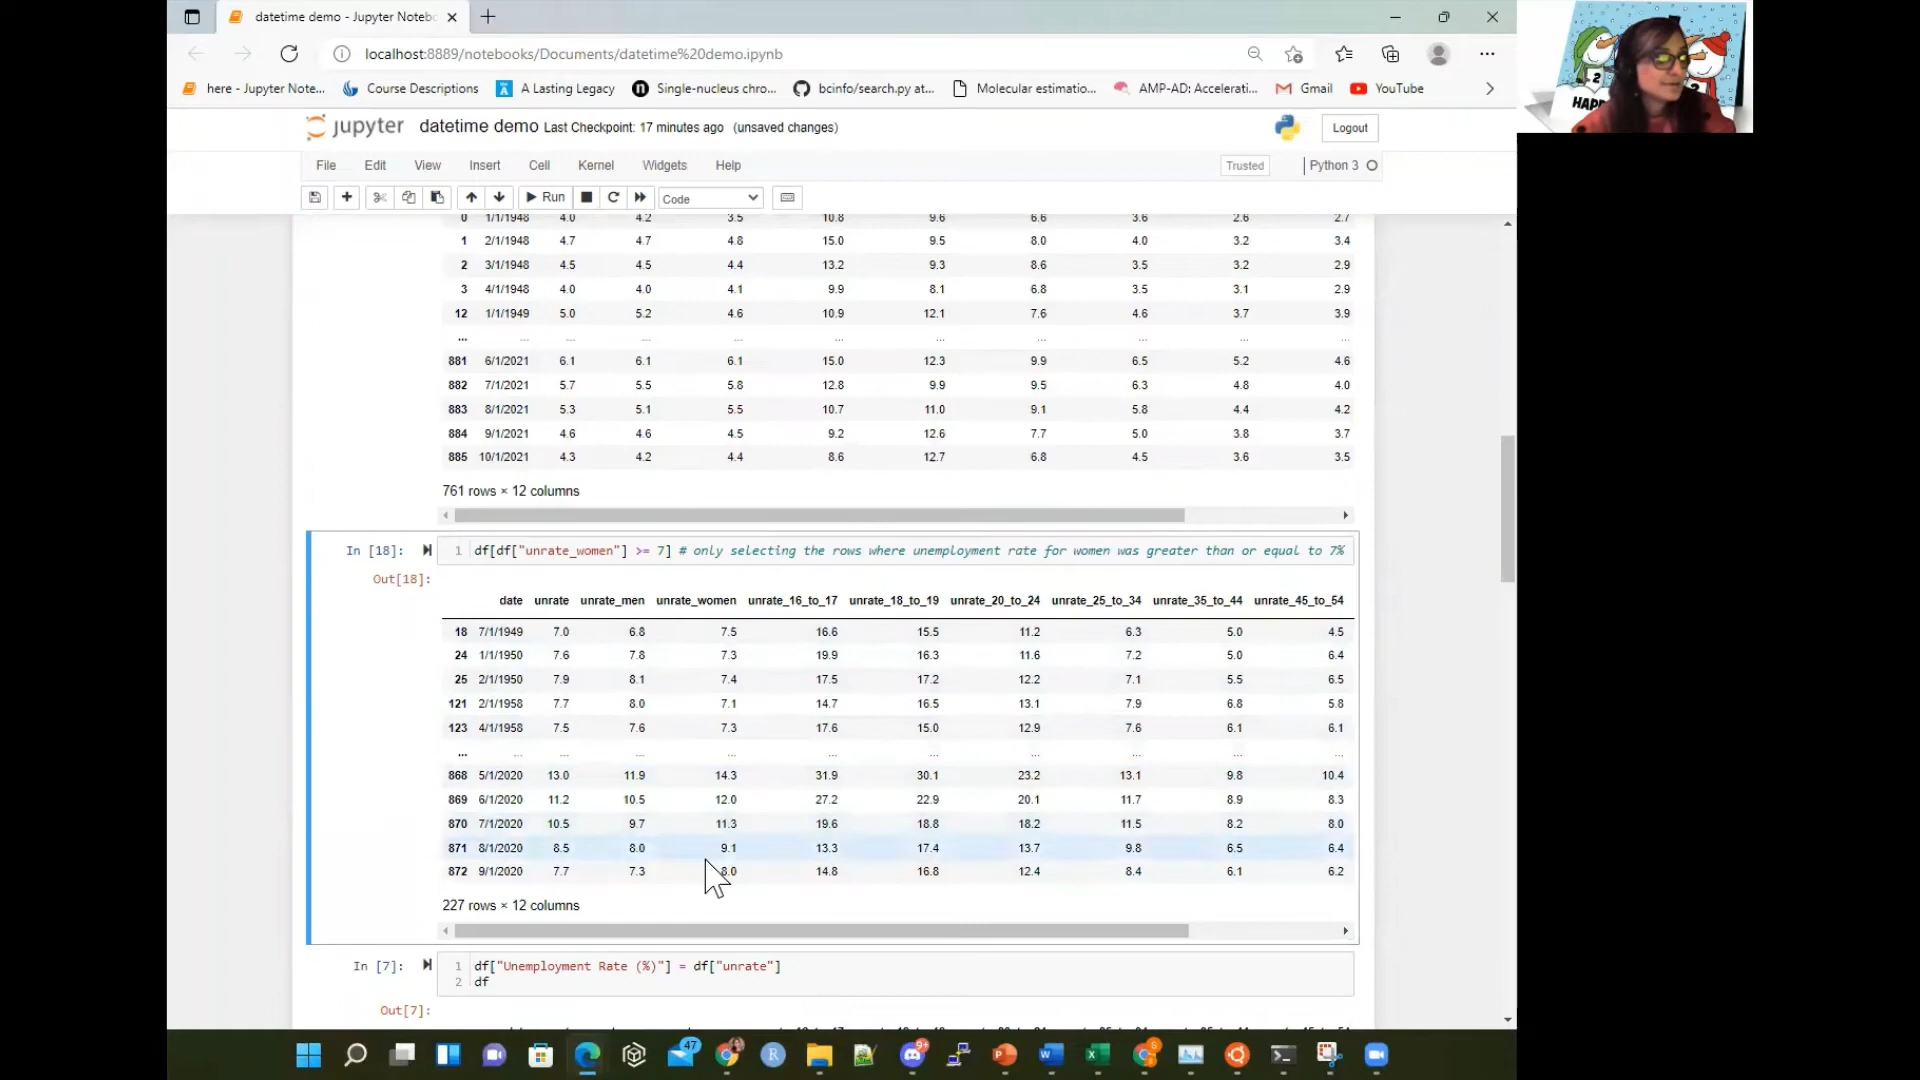 datetime demo - Jupyter Noteb
localhost:8889/notebooks/Documents/datetime%20demo.ipynb
here - Jupyter Note... Course Descriptions A Lasting Legacy Single-nucleus chro... bcinfo/search.py at... Molecular estimatio... AMP-AD: Accelerati... Gmail YouTube
jupyter datetime demo Last Checkpoint: 17 minutes ago (unsaved changes) Logout
File Edit View Insert Cell Kernel Widgets Help Trusted Python 3
Run Code
0 1/1/1948 4.0 4.2 3.5 10.8 9.6 6.6 3.6 2.6 2.7
1 2/1/1948 4.7 4.7 4.8 15.0 9.5 8.0 4.0 3.2 3.4
2 3/1/1948 4.5 4.5 4.4 13.2 9.3 8.6 3.5 3.2 2.9
3 4/1/1948 4.0 4.0 4.1 9.9 8.1 6.8 3.5 3.1 2.9
12 1/1/1949 5.0 5.2 4.6 10.9 12.1 7.6 4.6 3.7 3.9
... ... ... ... ... ... ... ... ... ... ...
881 6/1/2021 6.1 6.1 6.1 15.0 12.3 9.9 6.5 5.2 4.6
882 7/1/2021 5.7 5.5 5.8 12.8 9.9 9.5 6.3 4.8 4.0
883 8/1/2021 5.3 5.1 5.5 10.7 11.0 9.1 5.8 4.4 4.2
884 9/1/2021 4.6 4.6 4.5 9.2 12.6 7.7 5.0 3.8 3.7
885 10/1/2021 4.3 4.2 4.4 8.6 12.7 6.8 4.5 3.6 3.5
761 rows × 12 columns
In [18]: 1 df[df["unrate_women"] >= 7] # only selecting the rows where unemployment rate for women was greater than or equal to 7%
Out[18]:
date unrate unrate_men unrate_women unrate_16_to_17 unrate_18_to_19 unrate_20_to_24 unrate_25_to_34 unrate_35_to_44 unrate_45_to_54
18 7/1/1949 7.0 6.8 7.5 16.6 15.5 11.2 6.3 5.0 4.5
24 1/1/1950 7.6 7.8 7.3 19.9 16.3 11.6 7.2 5.0 6.4
25 2/1/1950 7.9 8.1 7.4 17.5 17.2 12.2 7.1 5.5 6.5
121 2/1/1958 7.7 8.0 7.1 14.7 16.5 13.1 7.9 6.8 5.8
123 4/1/1958 7.5 7.6 7.3 17.6 15.0 12.9 7.6 6.1 6.1
... ... ... ... ... ... ... ... ... ... ...
868 5/1/2020 13.0 11.9 14.3 31.9 30.1 23.2 13.1 9.8 10.4
869 6/1/2020 11.2 10.5 12.0 27.2 22.9 20.1 11.7 8.9 8.3
870 7/1/2020 10.5 9.7 11.3 19.6 18.8 18.2 11.5 8.2 8.0
871 8/1/2020 8.5 8.0 9.1 13.3 17.4 13.7 9.8 6.5 6.4
872 9/1/2020 7.7 7.3 8.0 14.8 16.8 12.4 8.4 6.1 6.2
227 rows × 12 columns
In [7]: 1 df["Unemployment Rate (%)"] = df["unrate"]
2 df
Out[7]:
47 9+